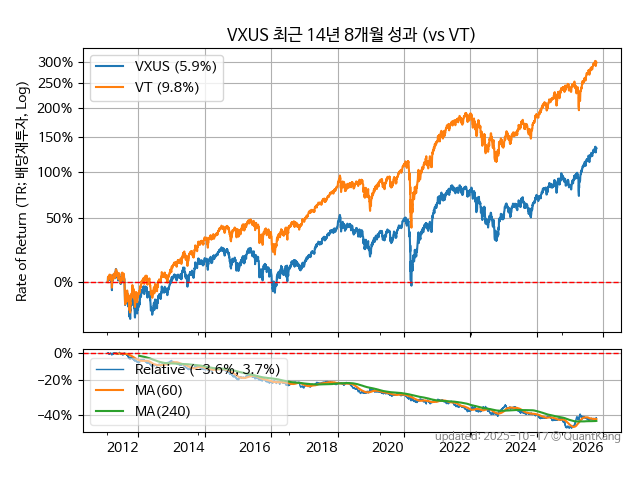 VXUS 최근 14년 8개월 성과 (vs VT)
Rate of Return (TR: 배당재투자, Log)
300%
250%
200%
150%
100%
50%
0%
VXUS (5.9%)
VT (9.8%)
0%
−20%
−40%
Relative (−3.6%, 3.7%)
MA(60)
MA(240)
2012
2014
2016
2018
2020
2022
2024
2026
updated: 2025-10-17 © QuantKang